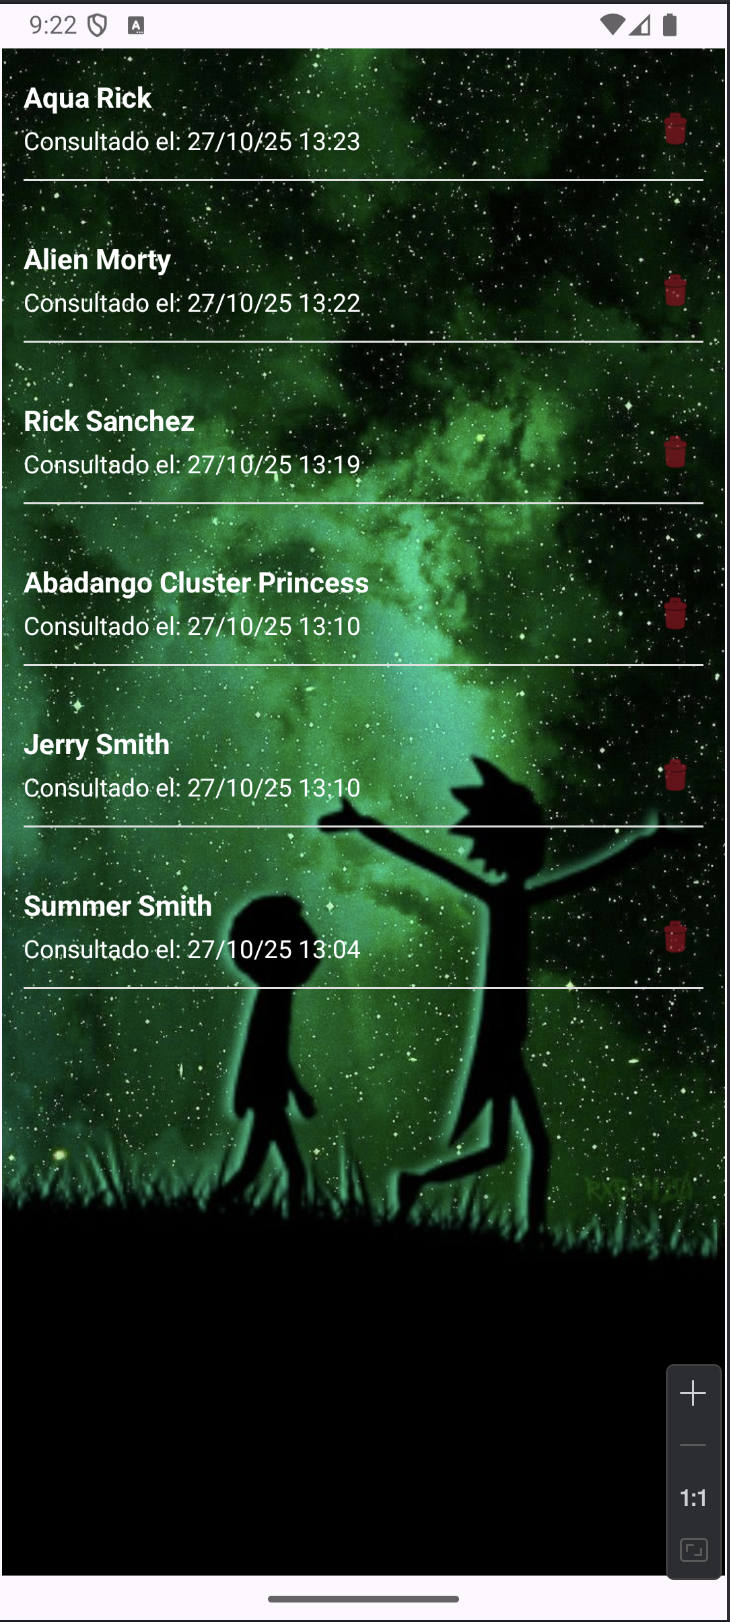 9:22
A
Aqua Rick
Consultado el: 27/10/25 13:23
Alien Morty
Consultado el: 27/10/25 13:22
Rick Sanchez
Consultado el: 27/10/25 13:19
Abadango Cluster Princess
Consultado el: 27/10/25 13:10
Jerry Smith
Consultado el: 27/10/25 13:10
Summer Smith
Consultado el: 27/10/25 13:04
1:1